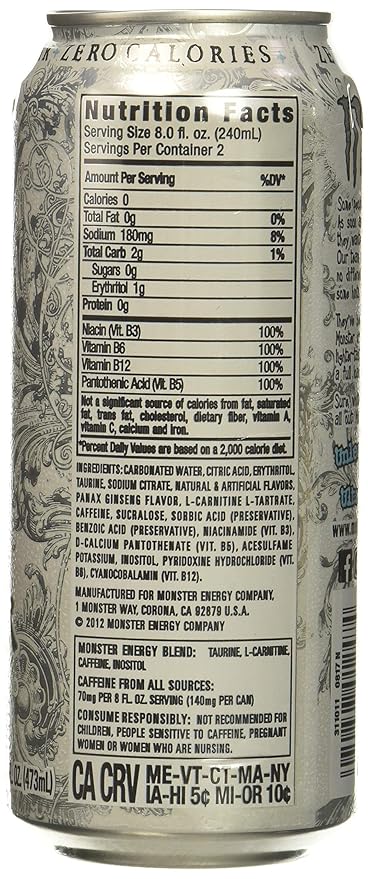 ZERO CALORIES
Nutrition Facts
Serving Size 8.0 fl. oz. (240mL)
Servings Per Container 2
Amount Per Serving %DV*
Calories 0
Total Fat 0g 0%
Sodium 180mg 8%
Total Carb 2g 1%
Sugars 0g
Erythritol 1g
Protein 0g
Niacin (Vit. B3) 100%
Vitamin B6 100%
Vitamin B12 100%
Pantothenic Acid (Vit. B5) 100%
Not a significant source of calories from fat, saturated
fat, trans fat, cholesterol, dietary fiber, vitamin A,
vitamin C, calcium and iron.
*Percent Daily Values are based on a 2,000 calorie diet.
INGREDIENTS: CARBONATED WATER, CITRIC ACID, ERYTHRITOL,
TAURINE, SODIUM CITRATE, NATURAL & ARTIFICIAL FLAVORS,
PANAX GINSENG FLAVOR, L-CARNITINE L-TARTRATE,
CAFFEINE, SUCRALOSE, SORBIC ACID (PRESERVATIVE),
BENZOIC ACID (PRESERVATIVE), NIACINAMIDE (VIT. B3),
D-CALCIUM PANTOTHENATE (VIT. B5), ACESULFAME
POTASSIUM, INOSITOL, PYRIDOXINE HYDROCHLORIDE (VIT.
B6), CYANOCOBALAMIN (VIT. B12).
MANUFACTURED FOR MONSTER ENERGY COMPANY,
1 MONSTER WAY, CORONA, CA 92879 U.S.A.
© 2012 MONSTER ENERGY COMPANY
MONSTER ENERGY BLEND: TAURINE, L-CARNITINE,
CAFFEINE, INOSITOL
CAFFEINE FROM ALL SOURCES:
70mg PER 8 FL. OZ. SERVING (140mg PER CAN)
CONSUME RESPONSIBLY: NOT RECOMMENDED FOR
CHILDREN, PEOPLE SENSITIVE TO CAFFEINE, PREGNANT
WOMEN OR WOMEN WHO ARE NURSING.
CA CRV ME-VT-CT-MA-NY
IA-HI 5¢ MI-OR 10¢
OZ. (473mL)
311031 0817 N